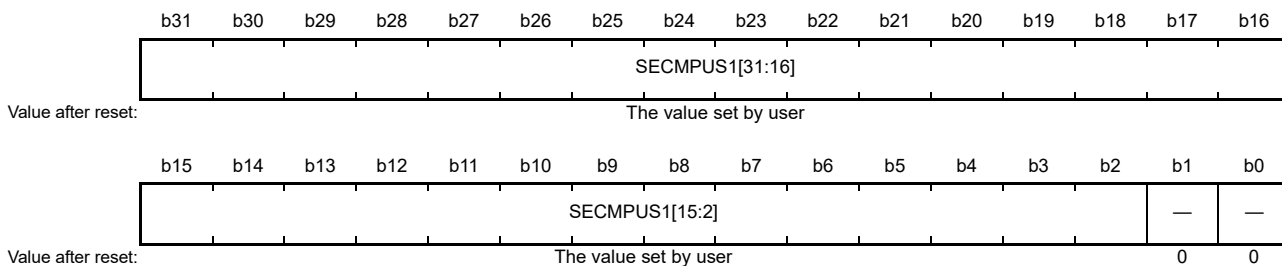 b31 b30 b29 b28 b27 b26 b25 b24 b23 b22 b21 b20 b19 b18 b17 b16
SECMPUS1[31:16]
Value after reset: The value set by user
b15 b14 b13 b12 b11 b10 b9 b8 b7 b6 b5 b4 b3 b2 b1 b0
SECMPUS1[15:2] — —
Value after reset: The value set by user 0 0